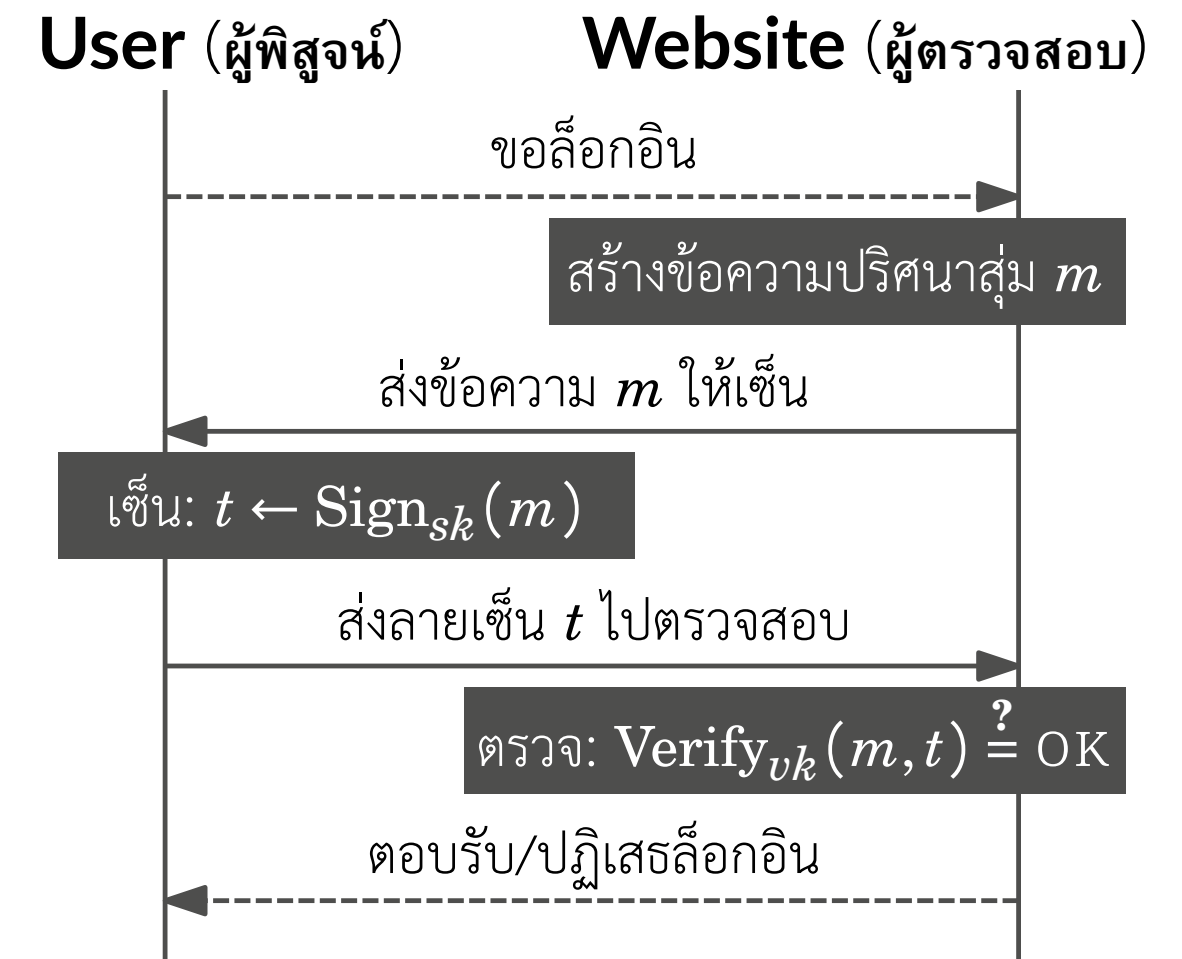 User (ผู้พิสูจน์) Website (ผู้ตรวจสอบ)
ขอล็อกอิน
สร้างข้อความปริศนาสุ่ม m
ส่งข้อความ m ให้เซ็น
เซ็น: t ← Sign_sk(m)
ส่งลายเซ็น t ไปตรวจสอบ
ตรวจ: Verify_vk(m,t) ≟ OK
ตอบรับ/ปฏิเสธล็อกอิน